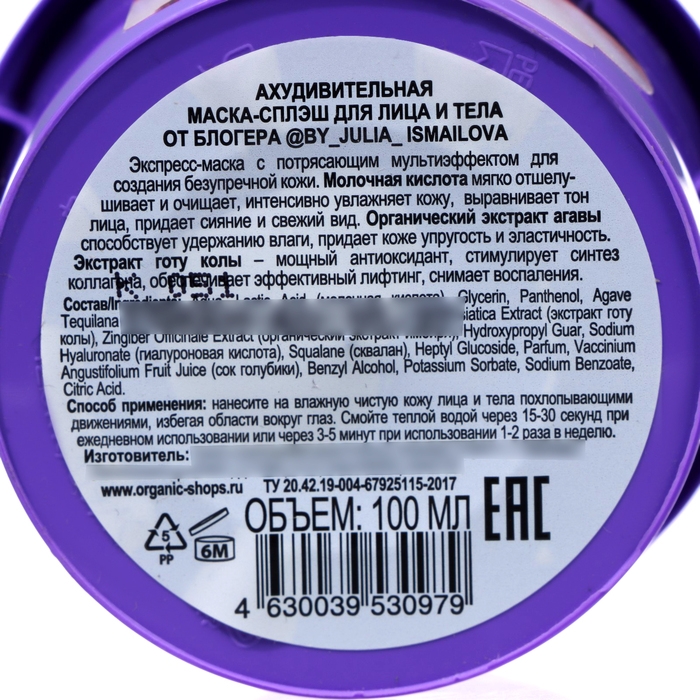 АХУДИВИТЕЛЬНАЯ
МАСКА-СПЛЭШ ДЛЯ ЛИЦА И ТЕЛА
ОТ БЛОГЕРА @BY_JULIA_ ISMAILOVA
Экспресс-маска с потрясающим мультиэффектом для
создания безупречной кожи. Молочная кислота мягко отшелу-
шивает и очищает, интенсивно увлажняет кожу, выравнивает тон
лица, придает сияние и свежий вид. Органический экстракт агавы
способствует удержанию влаги, придает коже упругость и эластичность.
Экстракт готу колы – мощный антиоксидант, стимулирует синтез
коллагена, обеспечивает эффективный лифтинг, снимает воспаления.
Lactic Acid (молочная кислота), Glycerin, Panthenol, Agave
Tequilana Extract (экстракт готу
колы), Zingiber Officinale Extract (органический экстракт имбиря), Hydroxypropyl Guar, Sodium
Hyaluronate (гиалуроновая кислота), Squalane (сквалан), Heptyl Glucoside, Parfum, Vaccinium
Angustifolium Fruit Juice (сок голубики), Benzyl Alcohol, Potassium Sorbate, Sodium Benzoate,
Citric Acid.
Способ применения: нанесите на влажную чистую кожу лица и тела похлопывающими
движениями, избегая области вокруг глаз. Смойте теплой водой через 15-30 секунд при
ежедневном использовании или через 3-5 минут при использовании 1-2 раза в неделю.
Изготовитель:
www.organic-shops.ru ТУ 20.42.19-004-67925115-2017
ОБЪЕМ: 100 МЛ
EAC
5
PP
6М
4 630039 530979